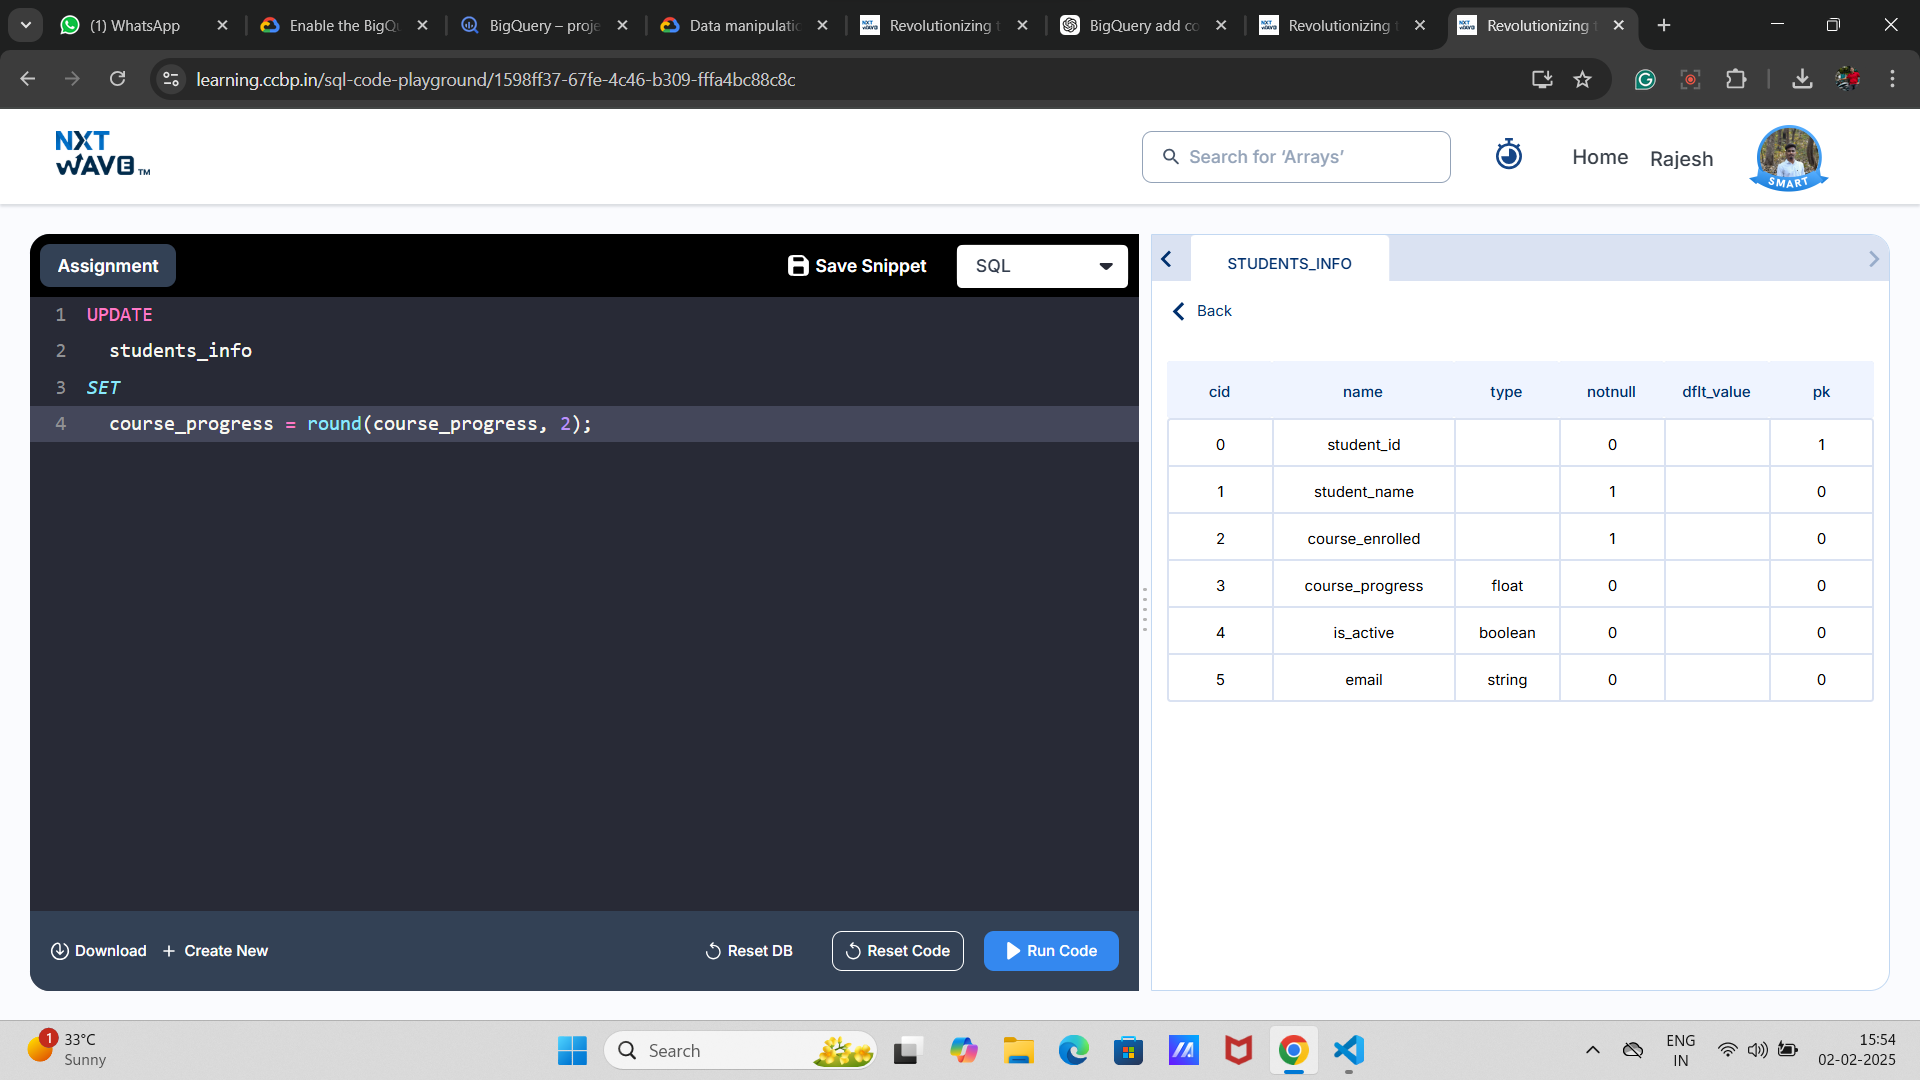 (1) WhatsApp
Enable the BigQu
BigQuery – proje
Data manipulatio
Revolutionizing t
BigQuery add co
Revolutionizing t
Revolutionizing t
learning.ccbp.in/sql-code-playground/1598ff37-67fe-4c46-b309-fffa4bc88c8c
NXT
WAVE TM
Search for ‘Arrays’
Home
Rajesh
SMART
Assignment
Save Snippet
SQL
1 UPDATE
2 students_info
3 SET
4 course_progress = round(course_progress, 2);
Download
+ Create New
Reset DB
Reset Code
Run Code
STUDENTS_INFO
Back
cid name type notnull dflt_value pk
0 student_id 0 1
1 student_name 1 0
2 course_enrolled 1 0
3 course_progress float 0 0
4 is_active boolean 0 0
5 email string 0 0
1
33°C
Sunny
Search
ENG
IN
15:54
02-02-2025